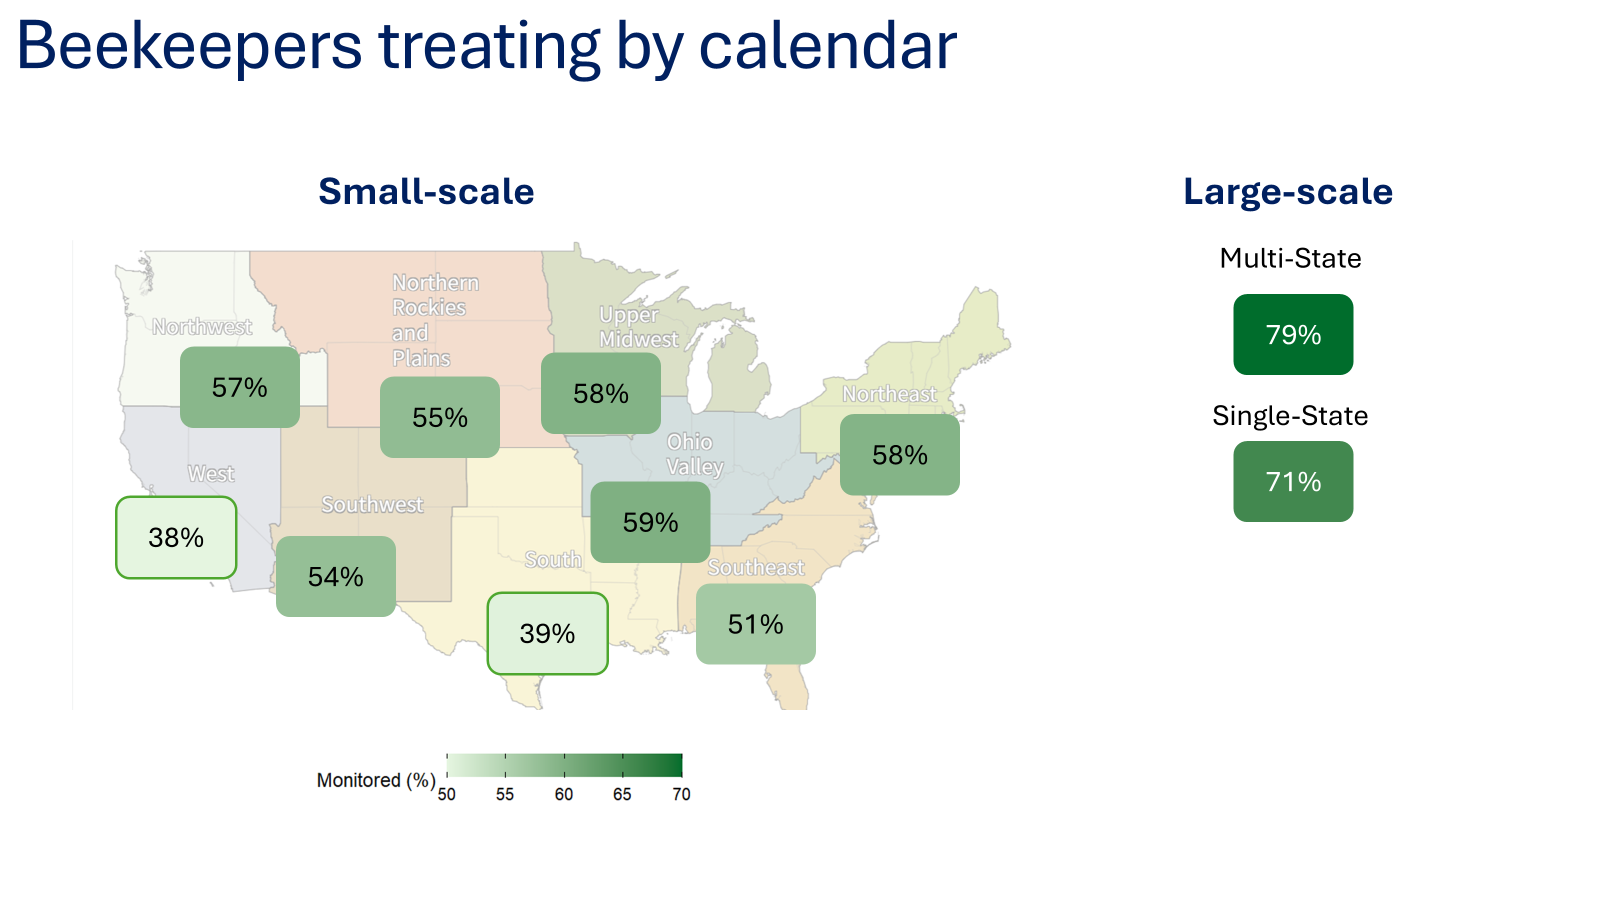 Beekeepers treating by calendar
Small-scale
Large-scale
Multi-State
79%
Single-State
71%
Northwest
57%
Northern
Rockies
and
Plains
55%
Upper
Midwest
58%
Northeast
58%
Ohio
Valley
59%
West
38%
Southwest
54%
South
39%
Southeast
51%
Monitored (%)
50 55 60 65 70